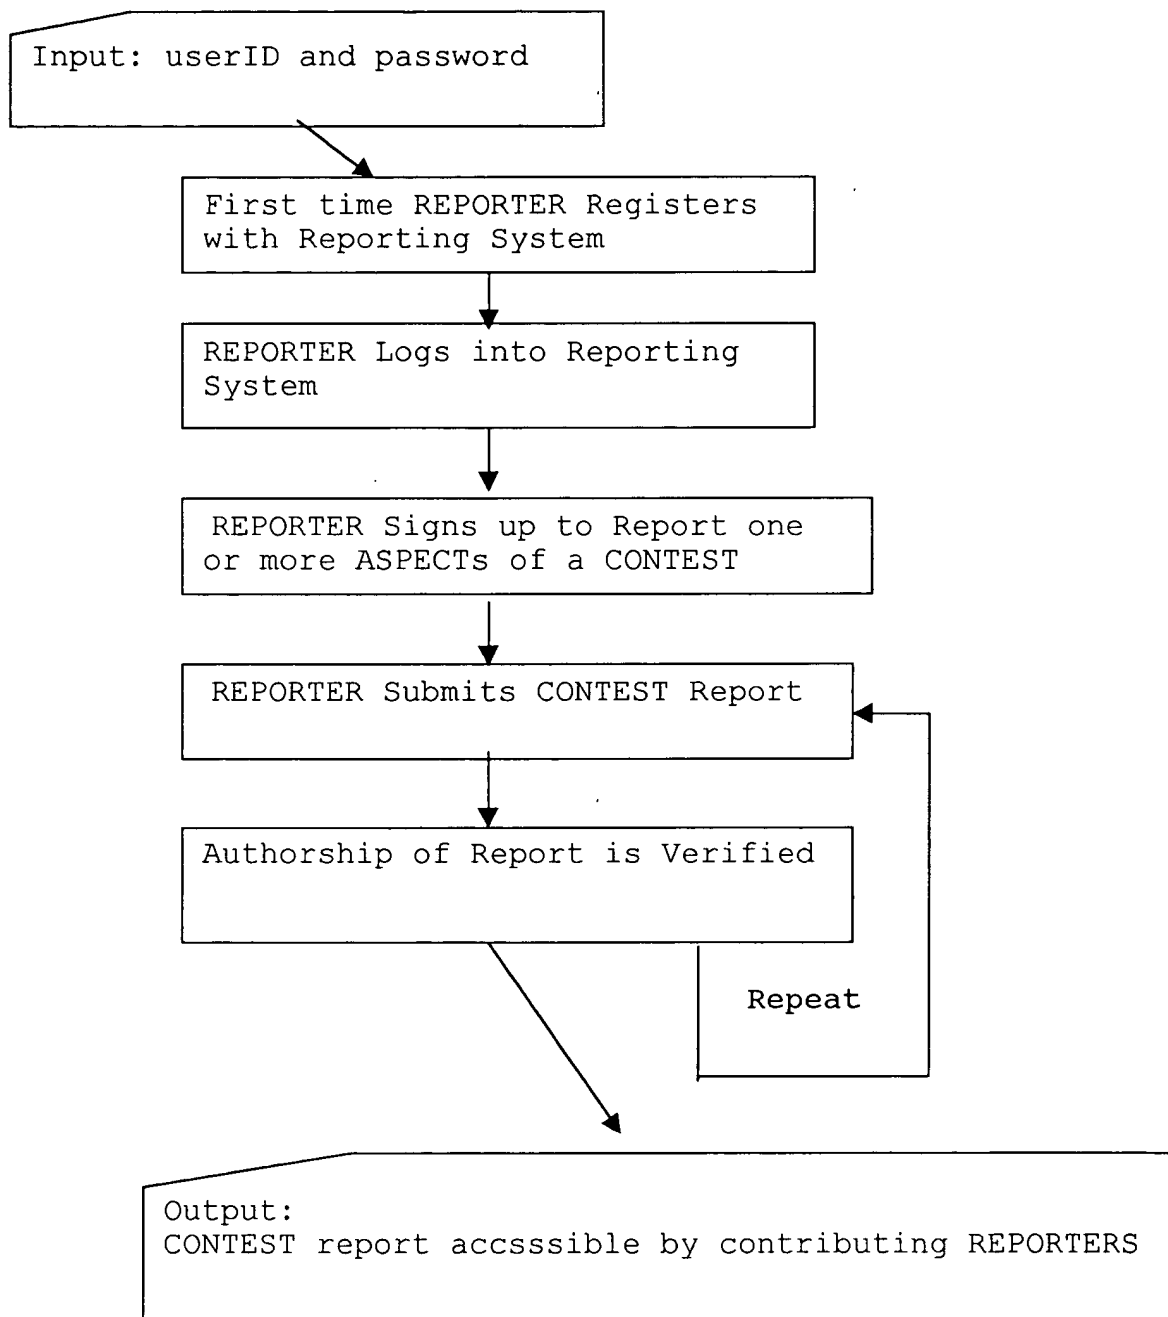 Input: userID and password
First time REPORTER Registers
with Reporting System
REPORTER Logs into Reporting
System
REPORTER Signs up to Report one
or more ASPECTs of a CONTEST
REPORTER Submits CONTEST Report
Authorship of Report is Verified
Repeat
Output:
CONTEST report accsssible by contributing REPORTERS